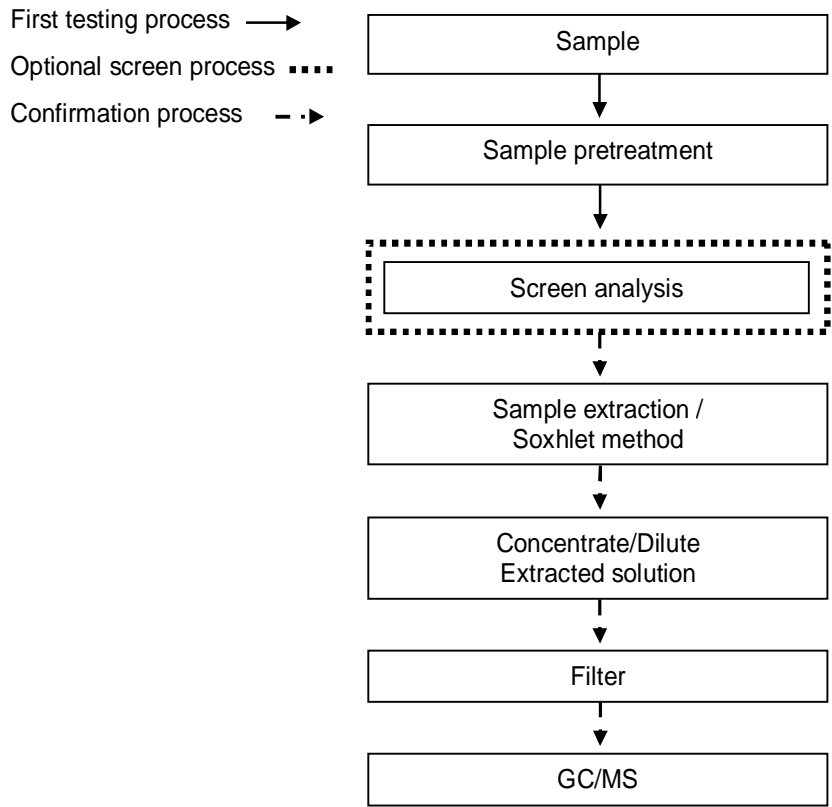 First testing process
Optional screen process
Confirmation process
Sample
Sample pretreatment
Screen analysis
Sample extraction /
Soxhlet method
Concentrate/Dilute
Extracted solution
Filter
GC/MS